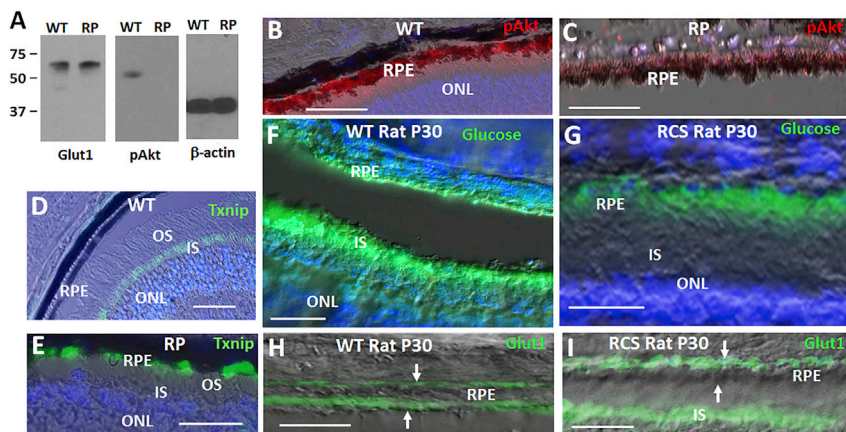 A
WT RP WT RP WT RP
75
50
37
Glut1 pAkt β-actin
B
WT
pAkt
RPE
ONL
C
RP
pAkt
RPE
D
WT
Txnip
OS
IS
RPE
ONL
E
RP
Txnip
RPE
OS
IS
ONL
F
WT Rat P30
Glucose
RPE
IS
ONL
G
RCS Rat P30
Glucose
RPE
IS
ONL
H
WT Rat P30
Glut1
RPE
I
RCS Rat P30
Glut1
RPE
IS